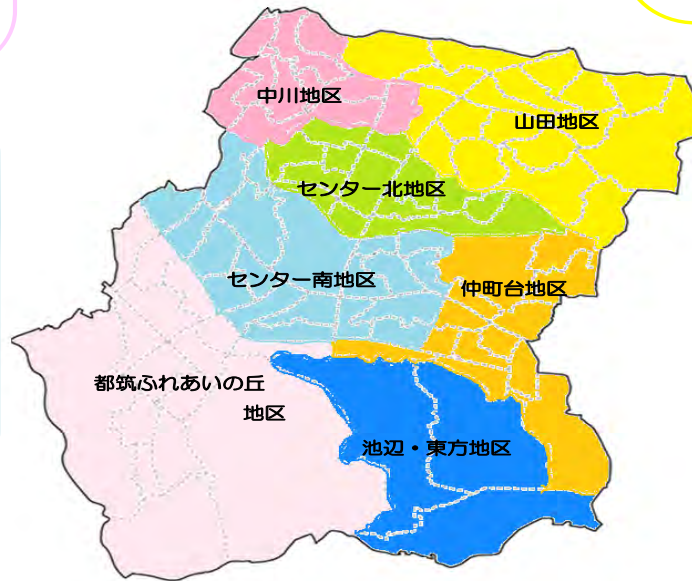 中川地区
山田地区
センター北地区
センター南地区
仲町台地区
都筑ふれあいの丘
地区
池辺・東方地区